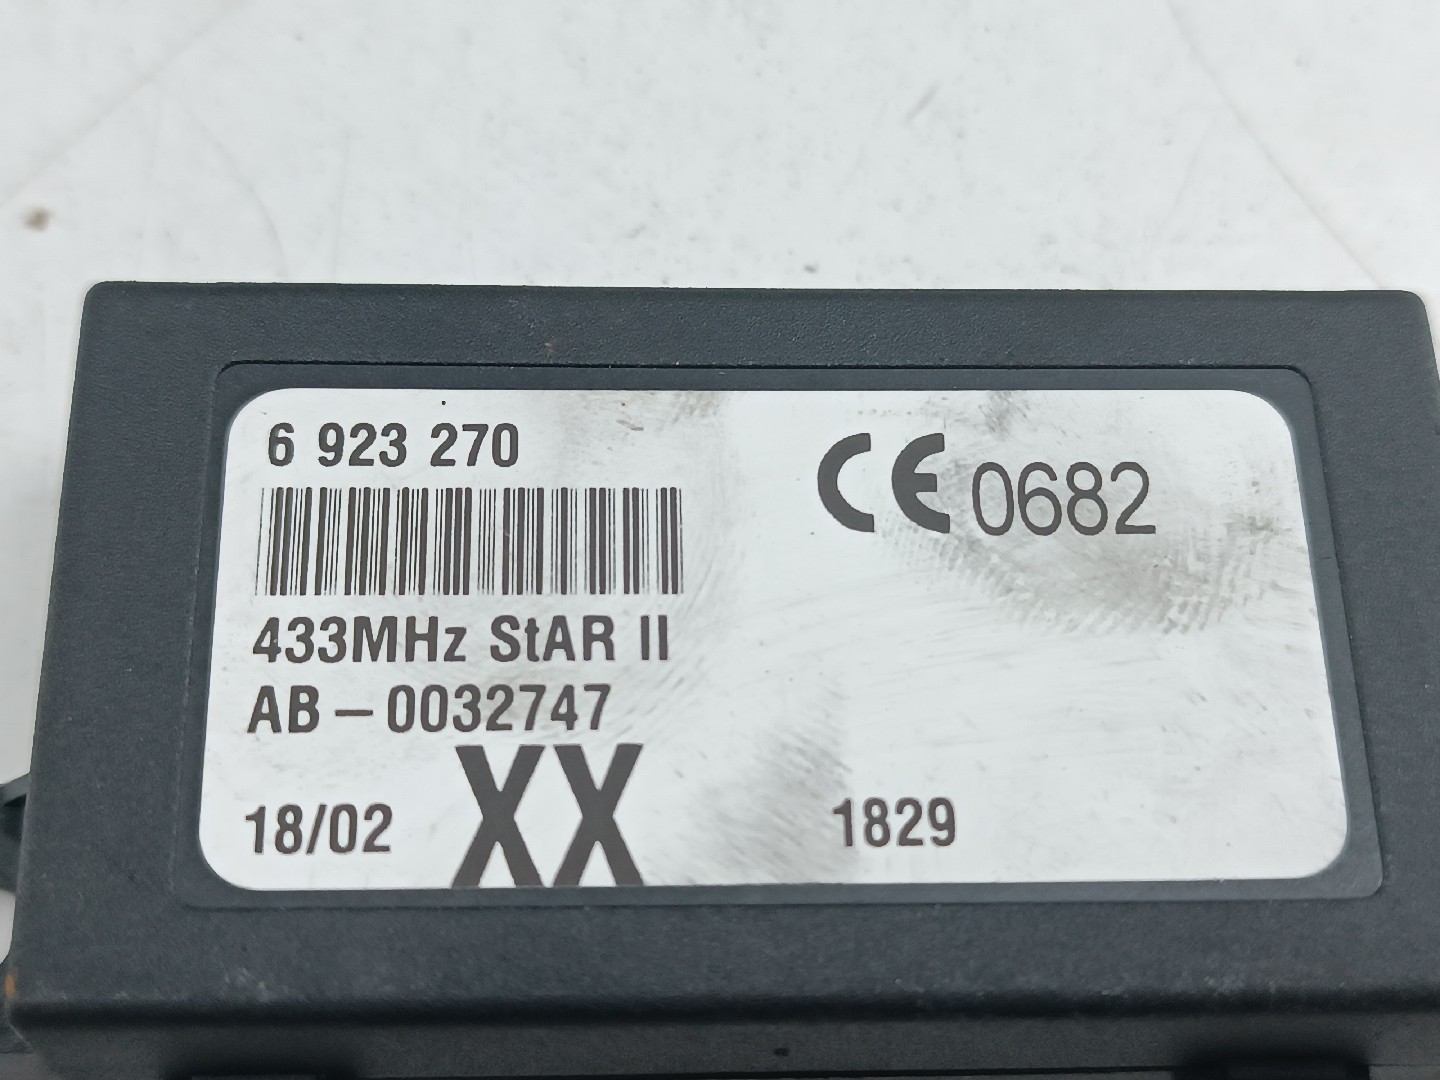 6 923 270
CE 0682
433MHz StAR II
AB-0032747
XX
18/02
1829